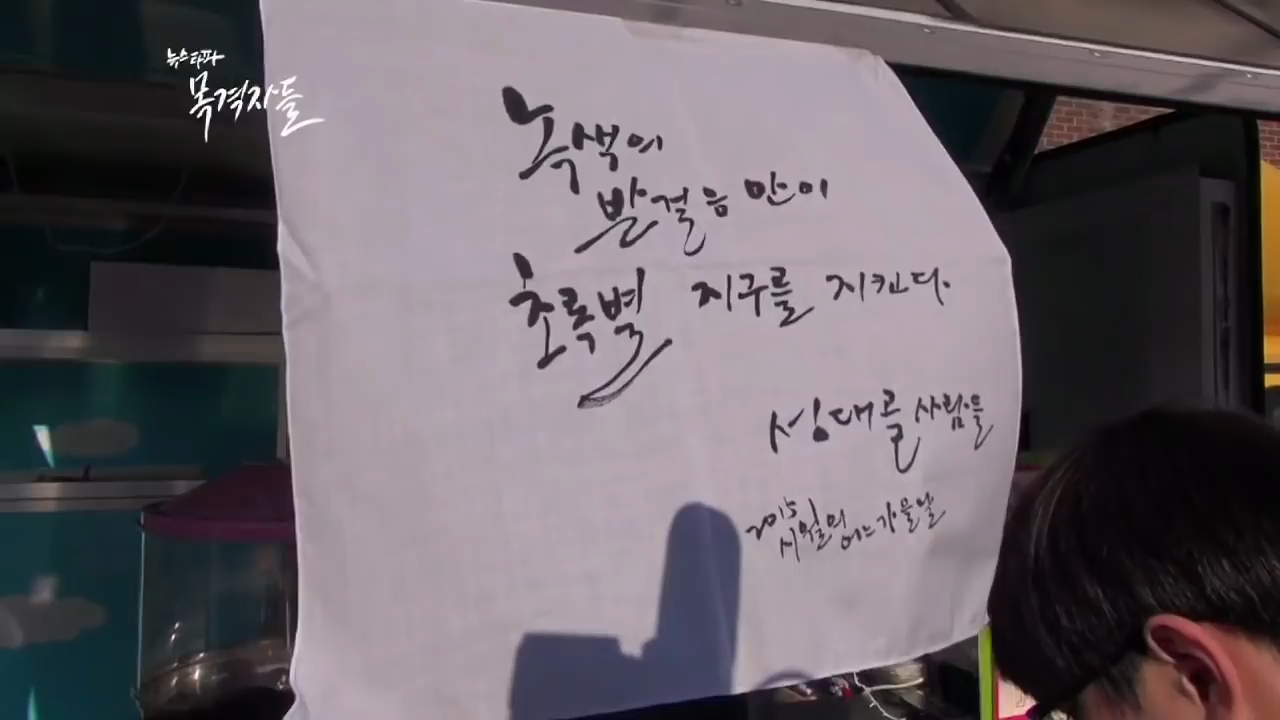 뉴스타파
목격자들
녹색의
발걸음만이
초록별 지구를 지킨다.
성대골 사람들
2015
시월의 어느 가을날